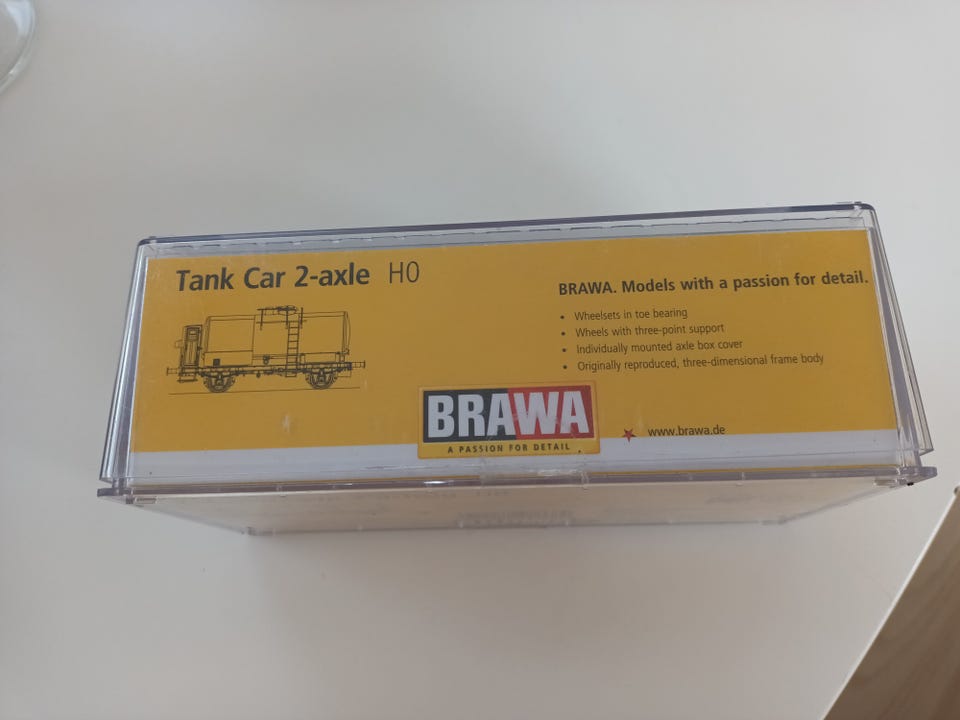 Tank Car 2-axle H0
BRAWA. Models with a passion for detail.
• Wheelsets in toe bearing
• Wheels with three-point support
• Individually mounted axle box cover
• Originally reproduced, three-dimensional frame body
BRAWA
A PASSION FOR DETAIL
www.brawa.de